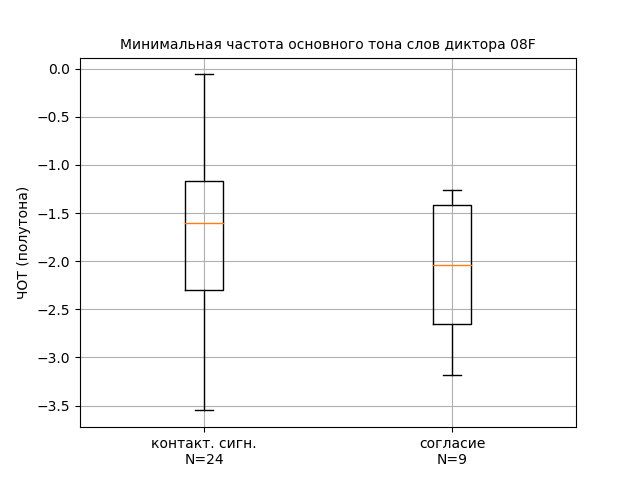 Минимальная частота основного тона слов диктора 08F
ЧОТ (полутона)
0.0
−0.5
−1.0
−1.5
−2.0
−2.5
−3.0
−3.5
контакт. сигн.
N=24
согласие
N=9